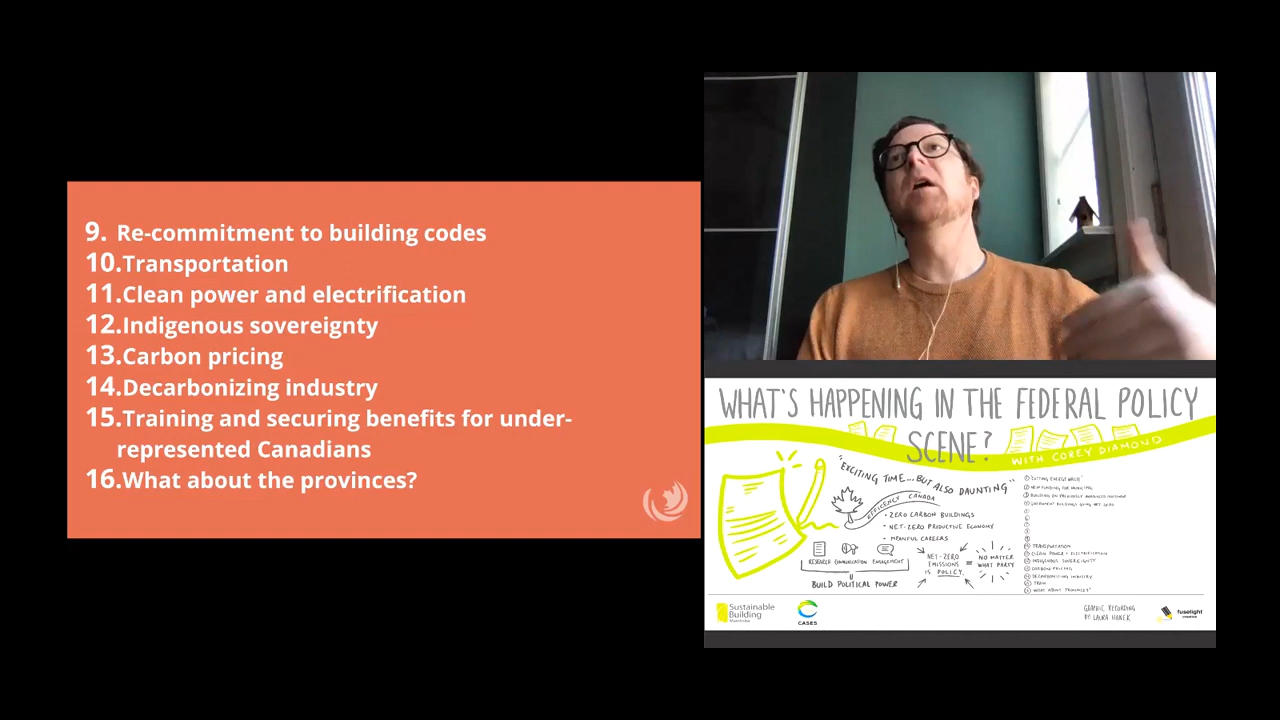 9. Re-commitment to building codes
10.Transportation
11.Clean power and electrification
12.Indigenous sovereignty
13.Carbon pricing
14.Decarbonizing industry
15.Training and securing benefits for under-
represented Canadians
16.What about the provinces?
WHAT'S HAPPENING IN THE FEDERAL POLICY
SCENE?
WITH COREY DIAMOND
"EXCITING TIME...BUT ALSO DAUNTING"
EFFICIENCY CANADA
• ZERO CARBON BUILDINGS
• NET-ZERO PRODUCTIVE ECONOMY
• MEANFUL CAREERS
RESEARCH COMMUNICATION ENGAGEMENT
BUILD POLITICAL POWER
NET-ZERO
EMISSIONS
IS POLICY.
=
NO MATTER
WHAT PARTY
TRANSPORTATION
CLEAN POWER + ELECTRIFICATION
INDIGENOUS SOVEREIGNTY
CARBON PRICING
DECARBONIZING INDUSTRY
TRAIN
WHAT ABOUT PROVINCES?
Sustainable
Building
Manitoba
CASES
GRAPHIC RECORDING
fuselight
creative